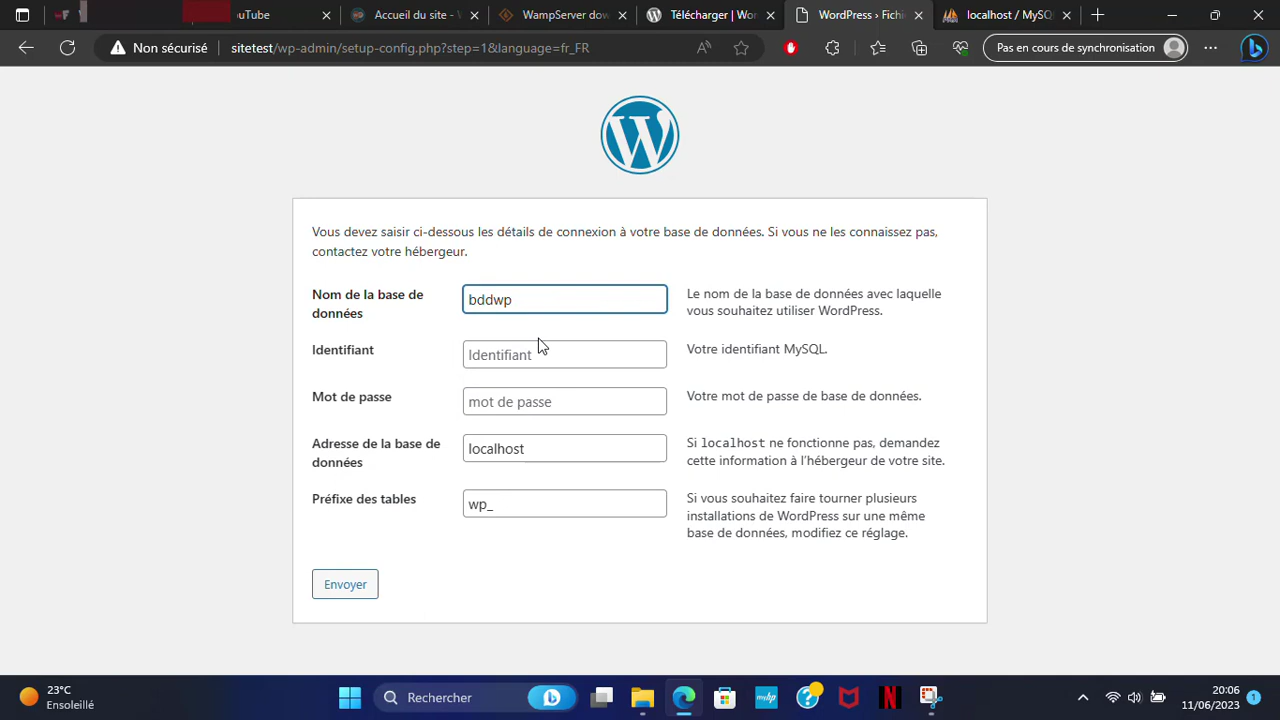 uTube
Accueil du site - W
WampServer dow
Télécharger | Wor
WordPress › Fichi
localhost / MySQ
Non sécurisé
sitetest/wp-admin/setup-config.php?step=1&language=fr_FR
Pas en cours de synchronisation
Vous devez saisir ci-dessous les détails de connexion à votre base de données. Si vous ne les connaissez pas,
contactez votre hébergeur.
Nom de la base de
données
bddwp
Le nom de la base de données avec laquelle
vous souhaitez utiliser WordPress.
Identifiant
Identifiant
Votre identifiant MySQL.
Mot de passe
mot de passe
Votre mot de passe de base de données.
Adresse de la base de
données
localhost
Si localhost ne fonctionne pas, demandez
cette information à l'hébergeur de votre site.
Préfixe des tables
wp_
Si vous souhaitez faire tourner plusieurs
installations de WordPress sur une même
base de données, modifiez ce réglage.
Envoyer
23°C
Ensoleillé
Rechercher
20:06
11/06/2023
1